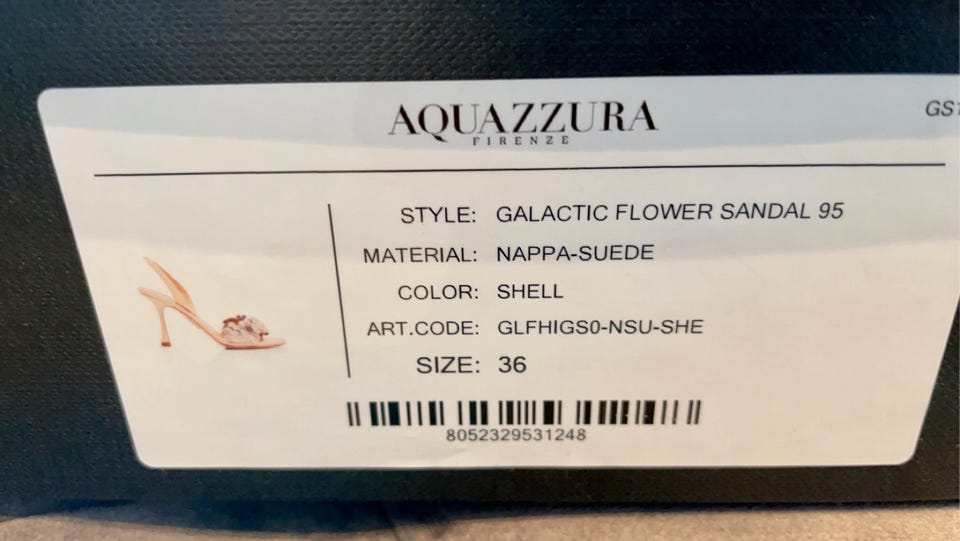 AQUAZZURA
FIRENZE
STYLE: GALACTIC FLOWER SANDAL 95
MATERIAL: NAPPA-SUEDE
COLOR: SHELL
ART.CODE: GLFHIGS0-NSU-SHE
SIZE: 36
8052329531248